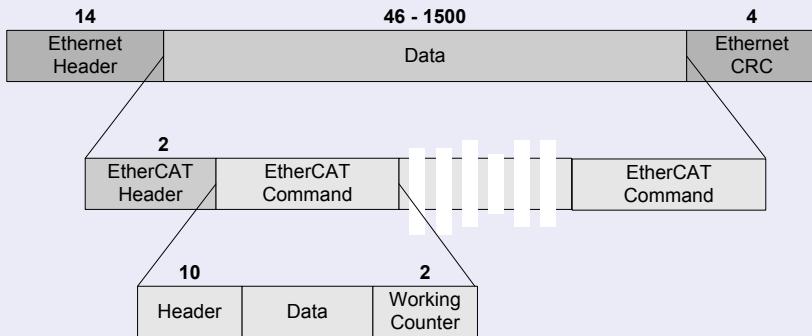 14
46 - 1500
4
Ethernet
Header
Data
Ethernet
CRC
2
EtherCAT
Header
EtherCAT
Command
EtherCAT
Command
10
2
Header
Data
Working
Counter